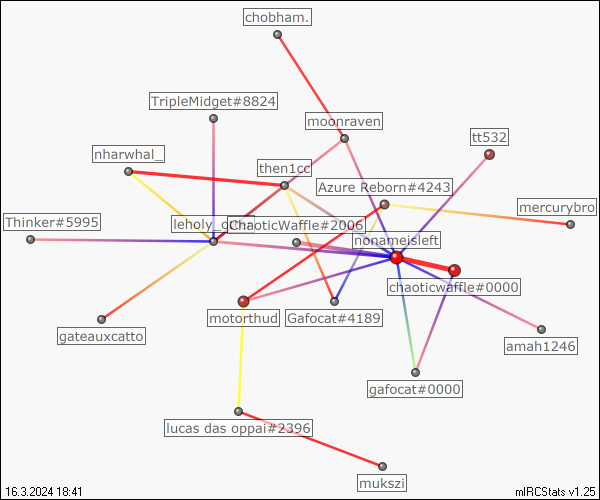 chobham.
TripleMidget#8824
moonraven
tt532
nharwhal_
then1cc
Azure Reborn#4243
mercurybro
Thinker#5995
ChaoticWaffle#2006
nonameisleft
chaoticwaffle#0000
motorthud
Gafocat#4189
gateauxcatto
amah1246
gafocat#0000
lucas das oppai#2396
mukszi
16.3.2024 18:41
mIRCStats v1.25